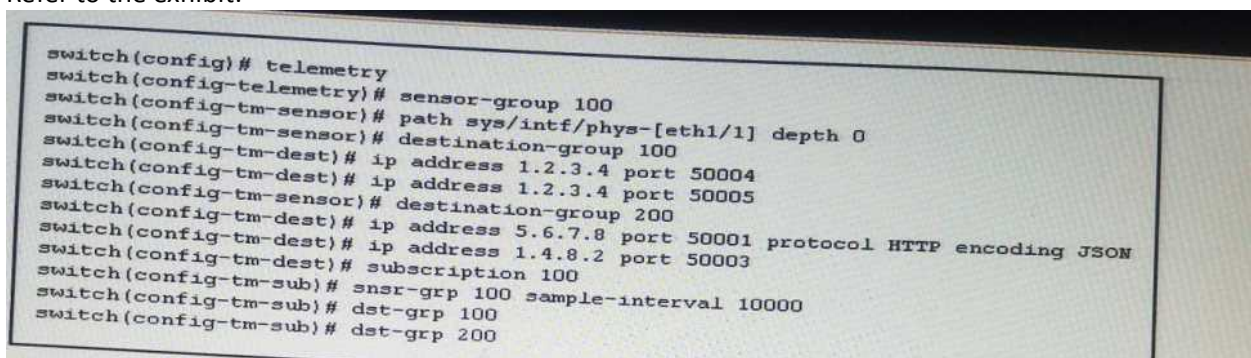 Refer to the exhibit.
switch(config)# telemetry
switch(config-telemetry)# sensor-group 100
switch(config-tm-sensor)# path sys/intf/phys-[eth1/1] depth 0
switch(config-tm-sensor)# destination-group 100
switch(config-tm-dest)# ip address 1.2.3.4 port 50004
switch(config-tm-dest)# ip address 1.2.3.4 port 50005
switch(config-tm-sensor)# destination-group 200
switch(config-tm-dest)# ip address 5.6.7.8 port 50001 protocol HTTP encoding JSON
switch(config-tm-dest)# ip address 1.4.8.2 port 50003
switch(config-tm-dest)# subscription 100
switch(config-tm-sub)# snsr-grp 100 sample-interval 10000
switch(config-tm-sub)# dst-grp 100
switch(config-tm-sub)# dst-grp 200